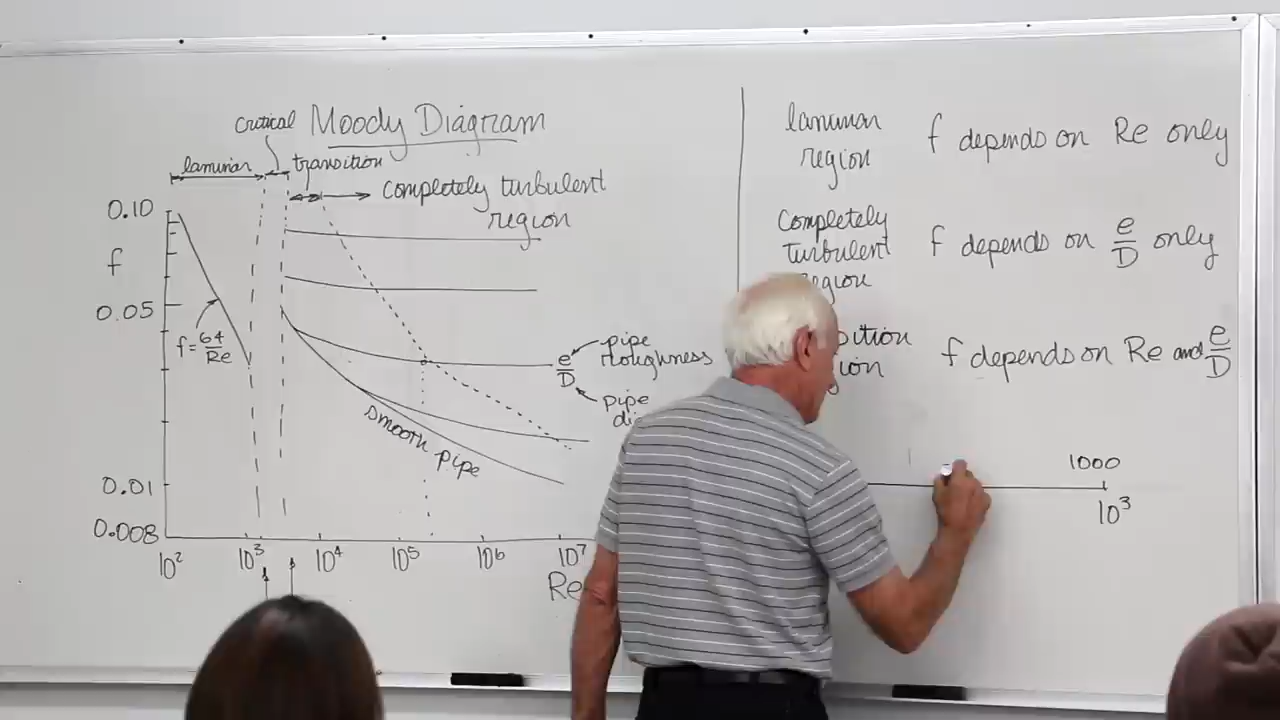 critical Moody Diagram
laminar transition
completely turbulent
region
0.10
f
0.05
f = 64/Re
e/D
pipe
roughness
pipe
smooth pipe
0.01
0.008
10² 10³ 10⁴ 10⁵ 10⁶ 10⁷
Re
laminar
region
f depends on Re only
Completely
turbulent
region
f depends on e/D only
f depends on Re and e/D
1000
10³